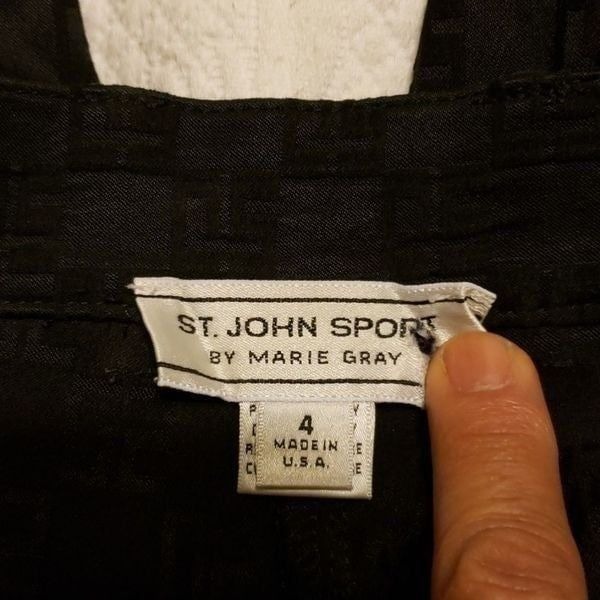 ST. JOHN SPORT
BY MARIE GRAY
4
MADE IN
U.S.A.